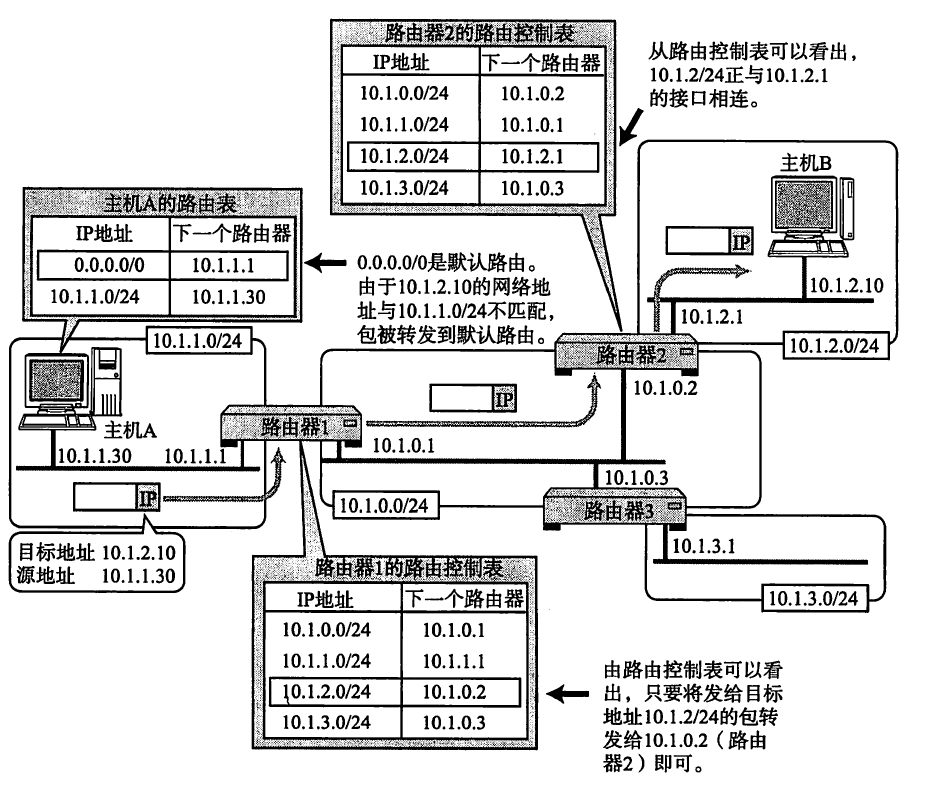 路由器2的路由控制表
IP地址 下一个路由器
10.1.0.0/24 10.1.0.2
10.1.1.0/24 10.1.0.1
10.1.2.0/24 10.1.2.1
10.1.3.0/24 10.1.0.3
从路由控制表可以看出，
10.1.2/24正与10.1.2.1
的接口相连。
主机B
IP
10.1.2.10
10.1.2.1
10.1.2.0/24
主机A的路由表
IP地址 下一个路由器
0.0.0.0/0 10.1.1.1
10.1.1.0/24 10.1.1.30
0.0.0.0/0是默认路由。
由于10.1.2.10的网络地
址与10.1.1.0/24不匹配，
包被转发到默认路由。
10.1.1.0/24
主机A
10.1.1.30
10.1.1.1
IP
目标地址 10.1.2.10
源地址 10.1.1.30
路由器1
10.1.0.1
IP
路由器2
10.1.0.2
10.1.0.3
10.1.0.0/24
路由器3
10.1.3.1
10.1.3.0/24
路由器1的路由控制表
IP地址 下一个路由器
10.1.0.0/24 10.1.0.1
10.1.1.0/24 10.1.1.1
10.1.2.0/24 10.1.0.2
10.1.3.0/24 10.1.0.3
由路由控制表可以看
出，只要将发给目标
地址10.1.2/24的包转
发给10.1.0.2（路由
器2）即可。